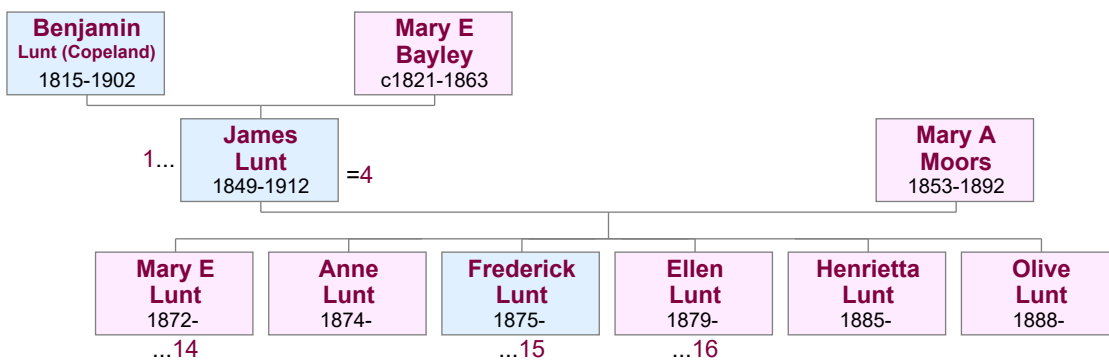 Benjamin
Lunt (Copeland)
1815-1902
Mary E
Bayley
c1821-1863
1...
James
Lunt
1849-1912
=4
Mary A
Moors
1853-1892
Mary E
Lunt
1872-
...14
Anne
Lunt
1874-
Frederick
Lunt
1875-
...15
Ellen
Lunt
1879-
...16
Henrietta
Lunt
1885-
Olive
Lunt
1888-